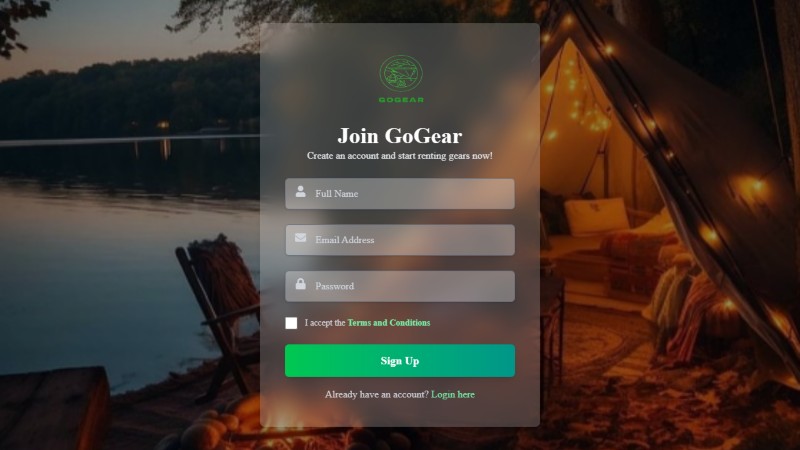 GOGEAR
Join GoGear
Create an account and start renting gears now!
Full Name
Email Address
Password
I accept the Terms and Conditions
Sign Up
Already have an account? Login here